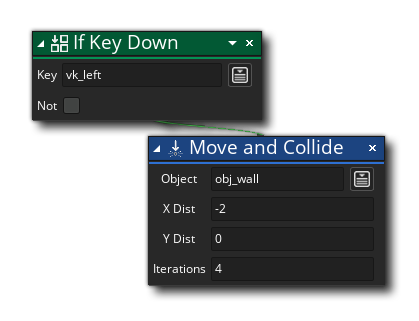 If Key Down
Key vk_left
Not
Move and Collide
Object obj_wall
X Dist -2
Y Dist 0
Iterations 4